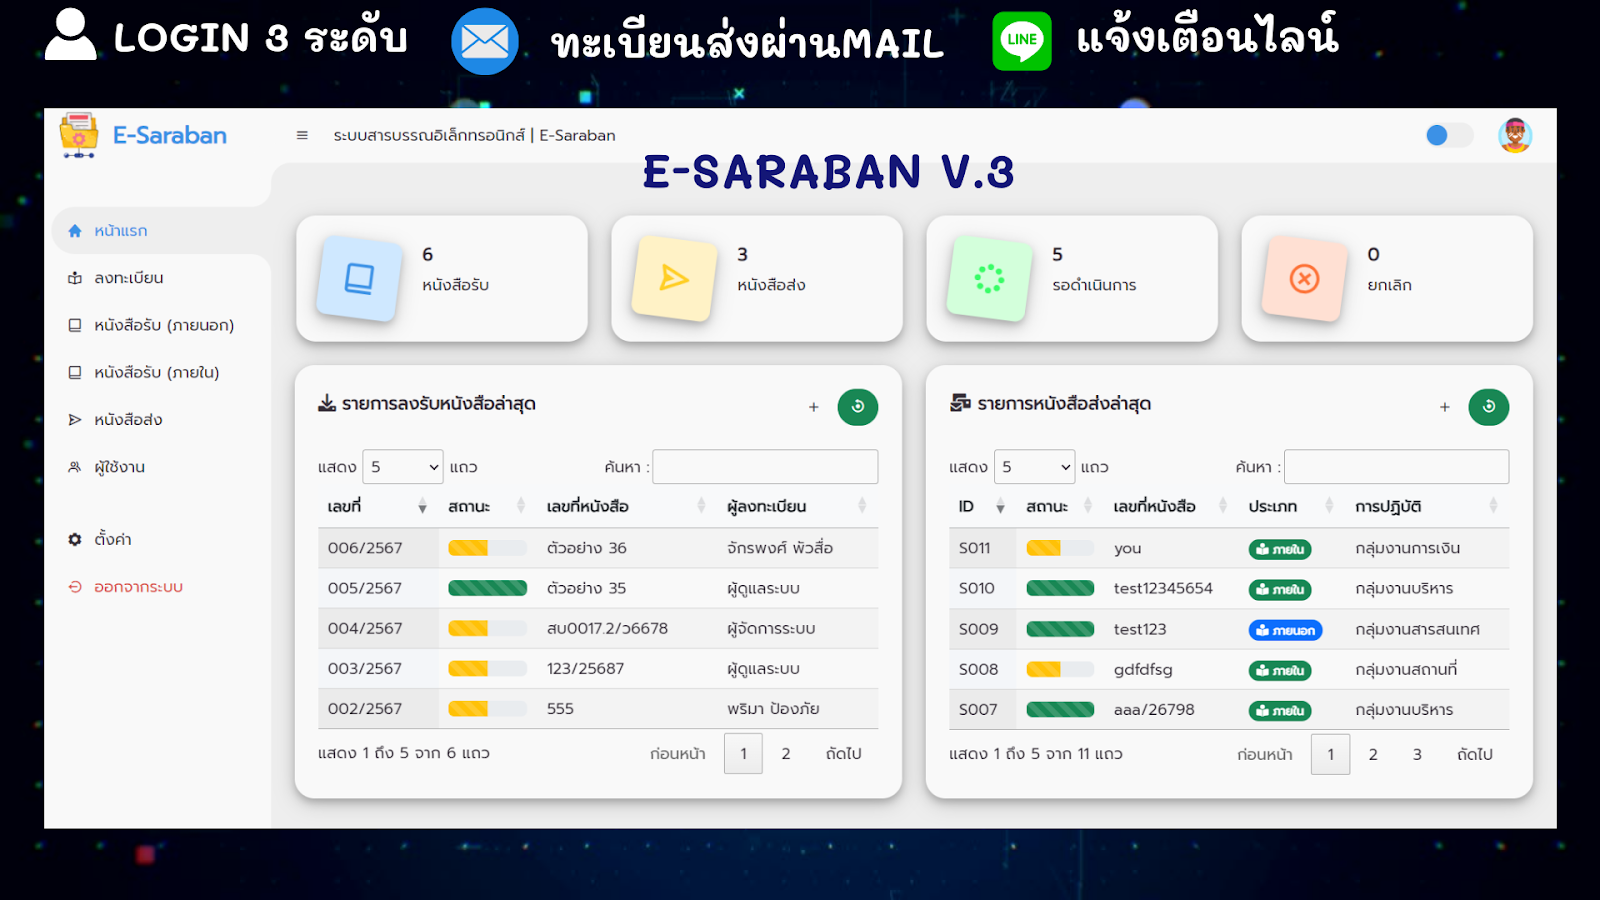 LOGIN 3 ระดับ
ทะเบียนส่งผ่านMAIL
LINE
แจ้งเตือนไลน์
E-Saraban
ระบบสารบรรณอิเล็กทรอนิกส์ | E-Saraban
E-SARABAN V.3
หน้าแรก
ลงทะเบียน
หนังสือรับ (ภายนอก)
หนังสือรับ (ภายใน)
หนังสือส่ง
ผู้ใช้งาน
ตั้งค่า
ออกจากระบบ
6
หนังสือรับ
3
หนังสือส่ง
5
รอดำเนินการ
0
ยกเลิก
รายการลงรับหนังสือล่าสุด
+
แสดง 5 แถว ค้นหา :
เลขที่ สถานะ เลขที่หนังสือ ผู้ลงทะเบียน
006/2567 ตัวอย่าง 36 จักรพงศ์ พัวสื่อ
005/2567 ตัวอย่าง 35 ผู้ดูแลระบบ
004/2567 สบ0017.2/ว6678 ผู้จัดการระบบ
003/2567 123/25687 ผู้ดูแลระบบ
002/2567 555 พริมา ป้องภัย
แสดง 1 ถึง 5 จาก 6 แถว ก่อนหน้า 1 2 ถัดไป
รายการหนังสือส่งล่าสุด
+
แสดง 5 แถว ค้นหา :
ID สถานะ เลขที่หนังสือ ประเภท การปฏิบัติ
S011 you ภายใน กลุ่มงานการเงิน
S010 test12345654 ภายใน กลุ่มงานบริหาร
S009 test123 ภายนอก กลุ่มงานสารสนเทศ
S008 gdfdfsg ภายใน กลุ่มงานสถานที่
S007 aaa/26798 ภายใน กลุ่มงานบริหาร
แสดง 1 ถึง 5 จาก 11 แถว ก่อนหน้า 1 2 3 ถัดไป